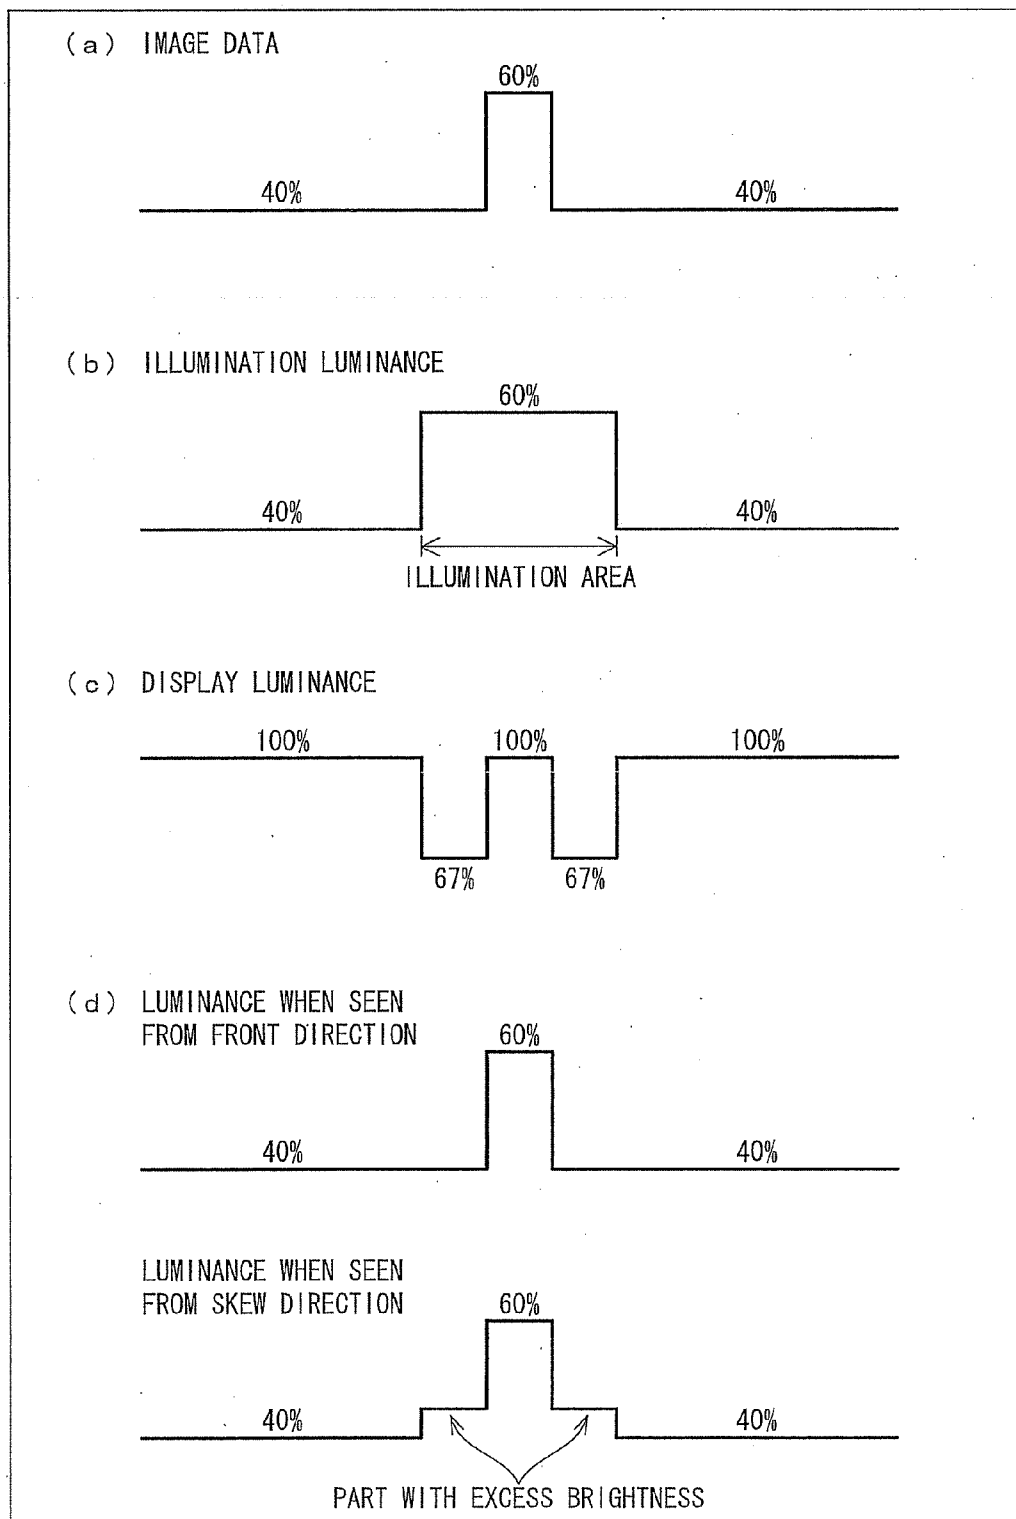 (a) IMAGE DATA
60%
40%
40%
(b) ILLUMINATION LUMINANCE
60%
40%
40%
ILLUMINATION AREA
(c) DISPLAY LUMINANCE
100%
100%
100%
67%
67%
(d) LUMINANCE WHEN SEEN
FROM FRONT DIRECTION
60%
40%
40%
LUMINANCE WHEN SEEN
FROM SKEW DIRECTION
60%
40%
40%
PART WITH EXCESS BRIGHTNESS